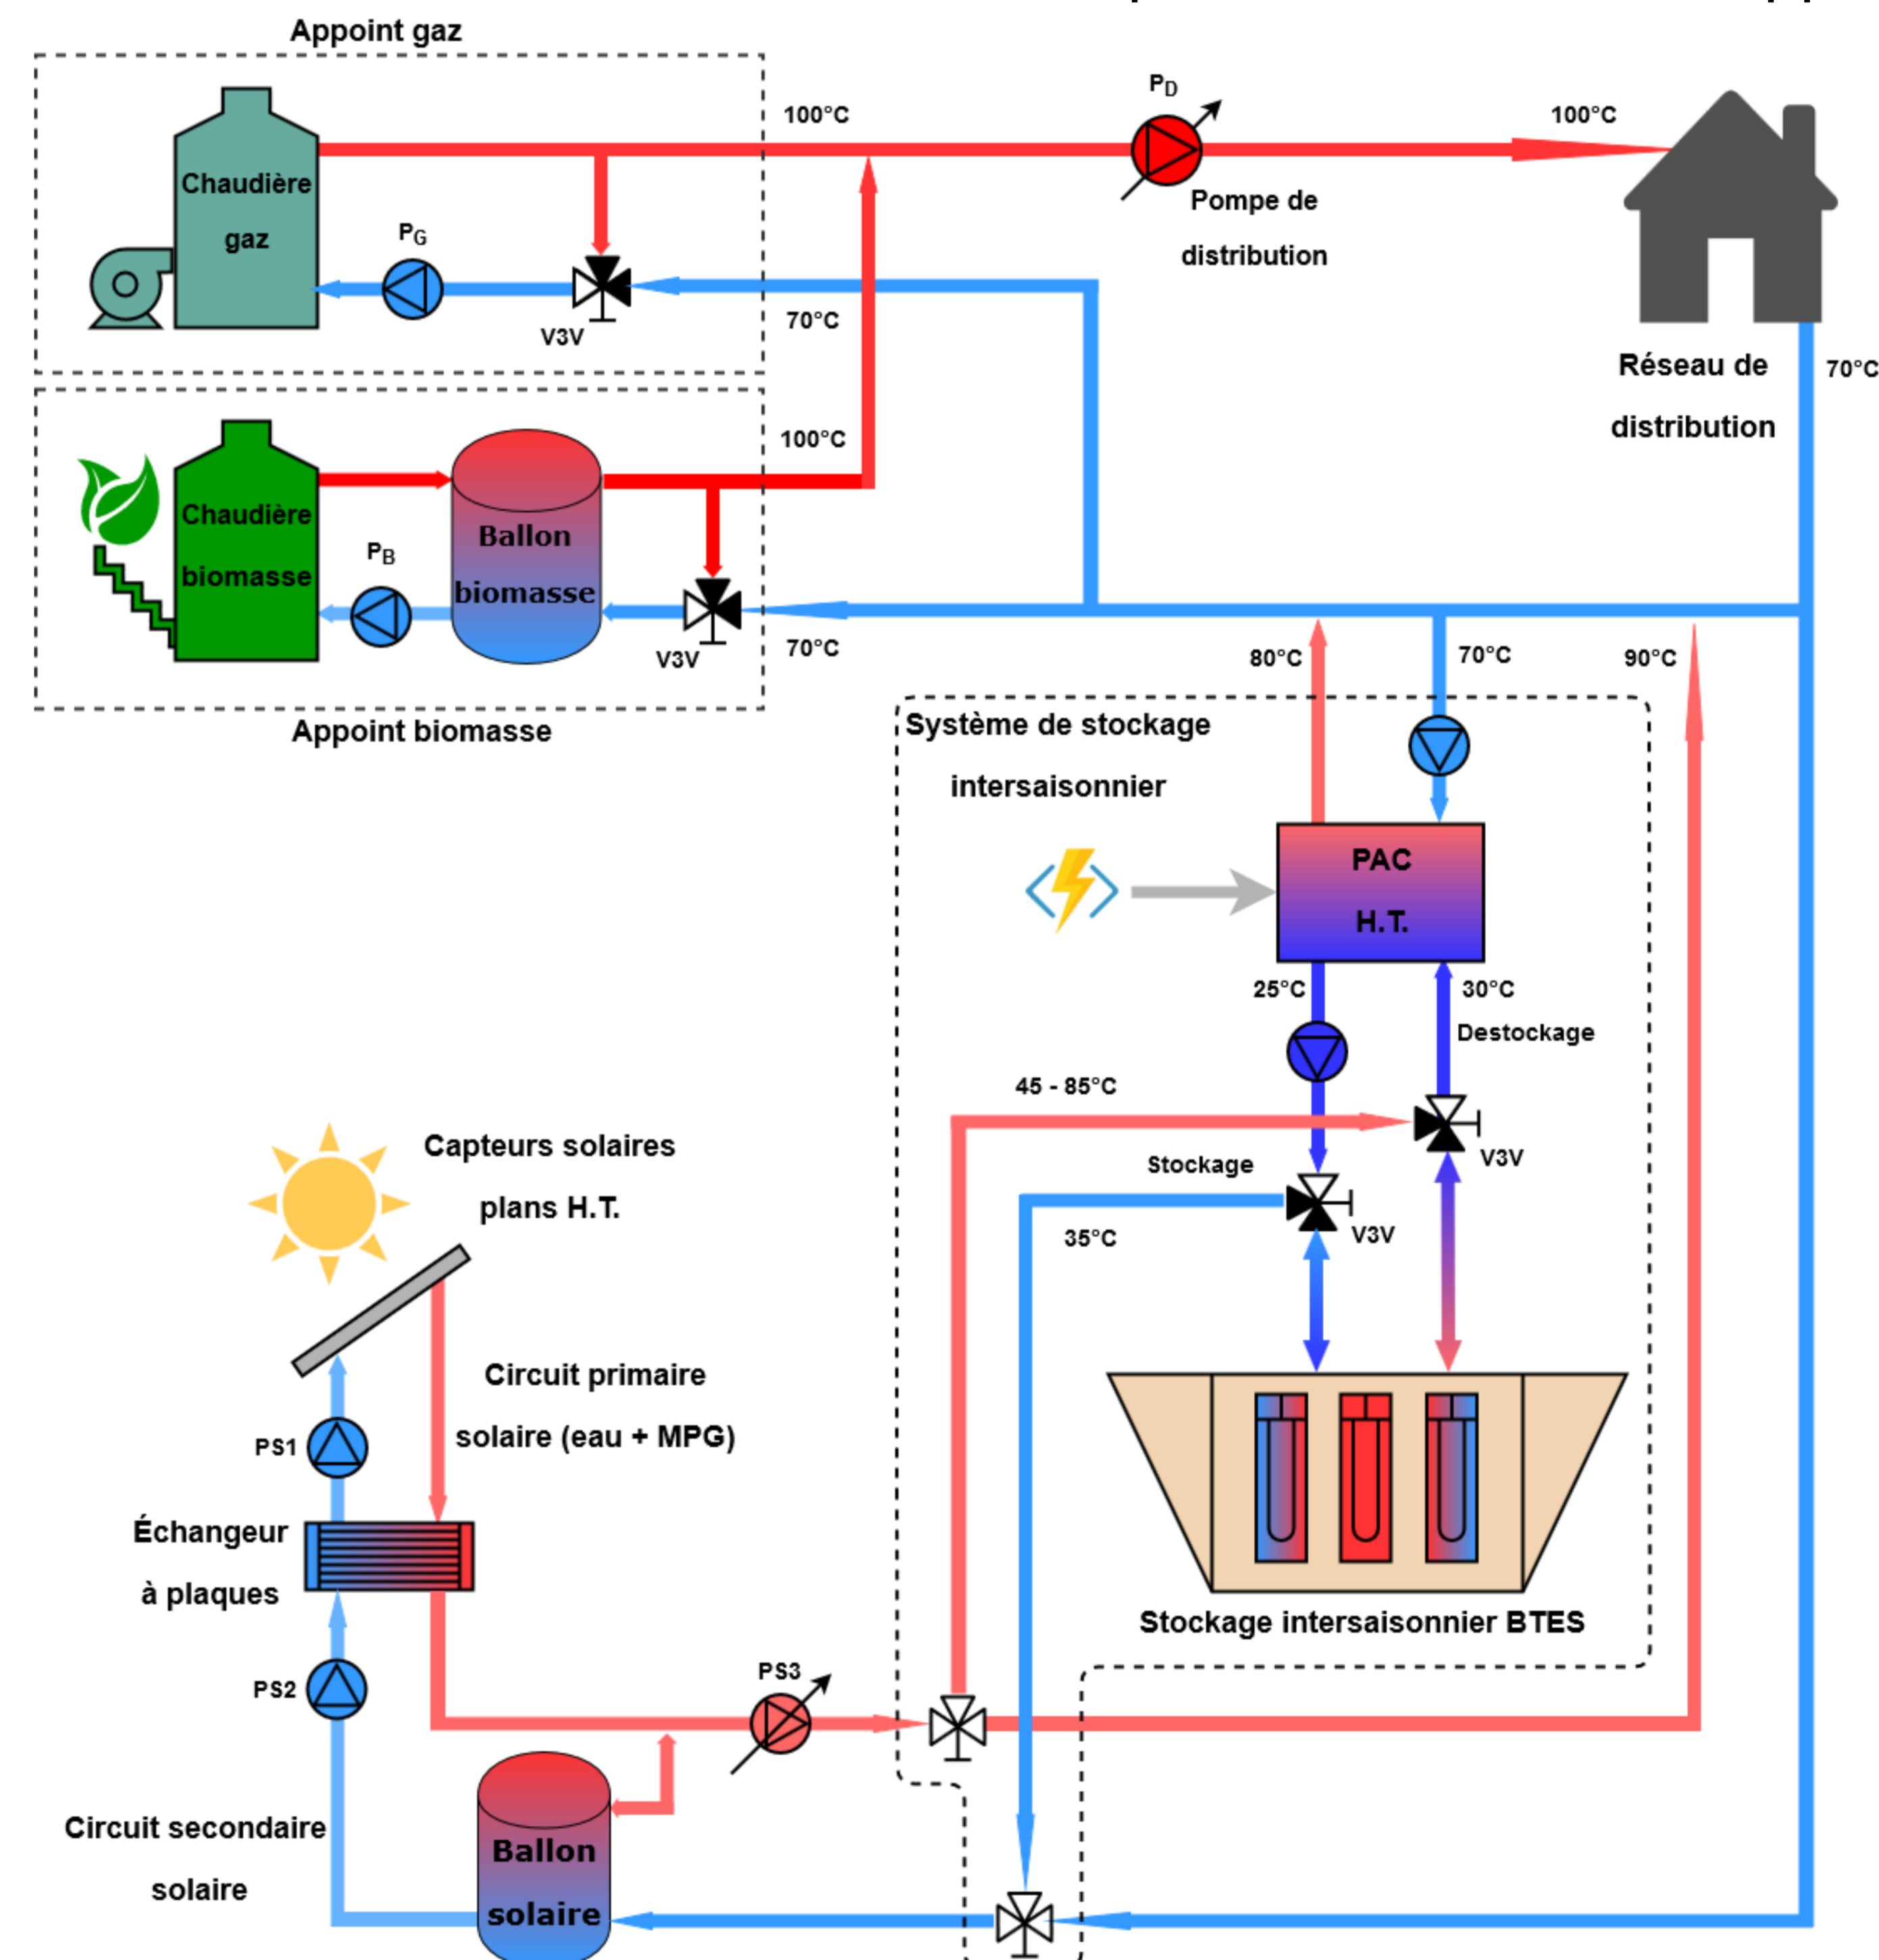 Appoint gaz
Chaudière
gaz
P_G
V3V
100°C
70°C
P_D
Pompe de
distribution
100°C
Réseau de
distribution
70°C
Chaudière
biomasse
P_B
Ballon
biomasse
V3V
100°C
70°C
Appoint biomasse
80°C
70°C
90°C
Système de stockage
intersaisonnier
PAC
H.T.
25°C
30°C
Destockage
45 - 85°C
V3V
Stockage
35°C
V3V
Stockage intersaisonnier BTES
Capteurs solaires
plans H.T.
Circuit primaire
solaire (eau + MPG)
PS1
Échangeur
à plaques
PS2
PS3
Circuit secondaire
solaire
Ballon
solaire